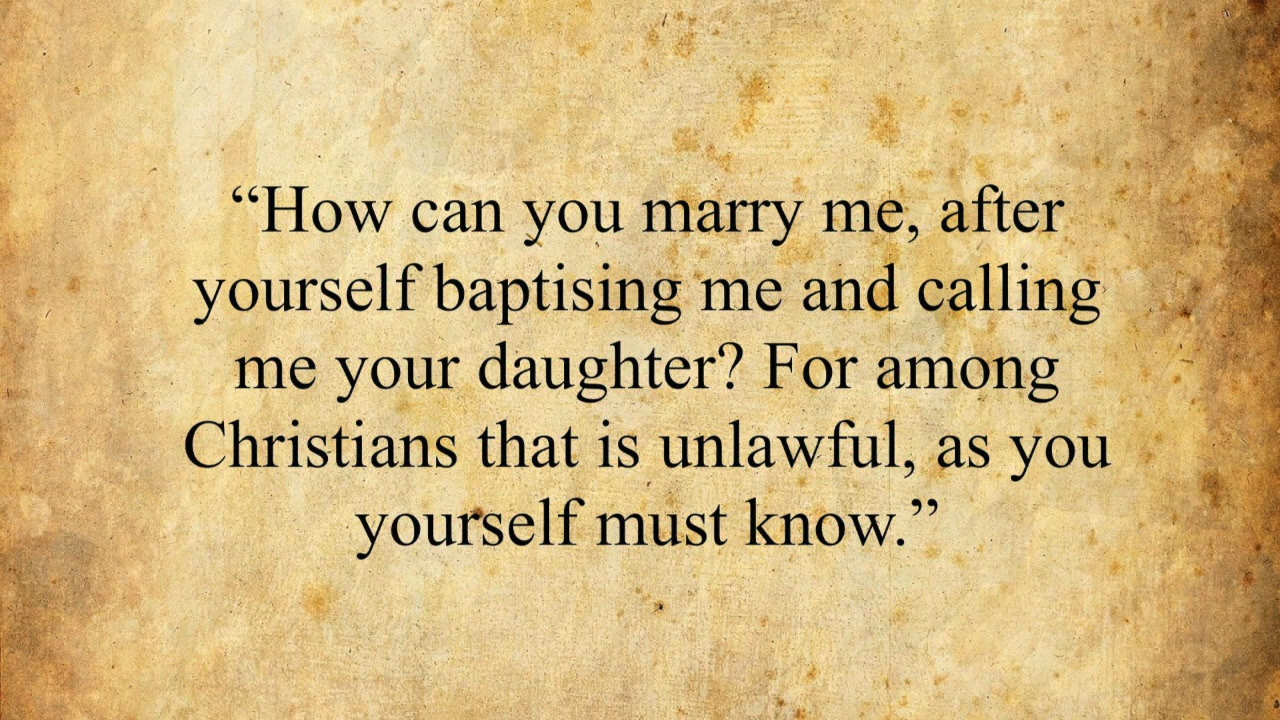 “How can you marry me, after
yourself baptising me and calling
me your daughter? For among
Christians that is unlawful, as you
yourself must know.”